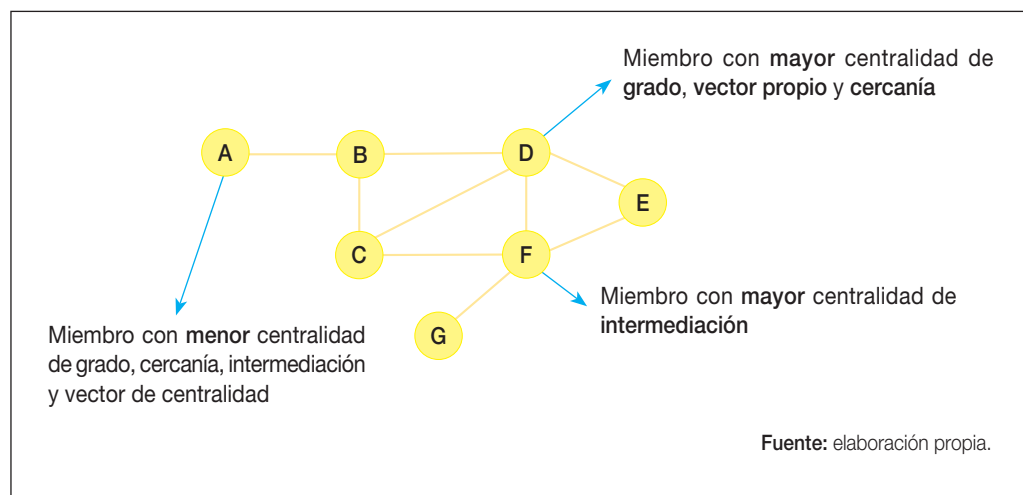 Miembro con mayor centralidad de
grado, vector propio y cercanía
A
B
D
E
C
F
G
Miembro con mayor centralidad de
intermediación
Miembro con menor centralidad
de grado, cercanía, intermediación
y vector de centralidad
Fuente: elaboración propia.